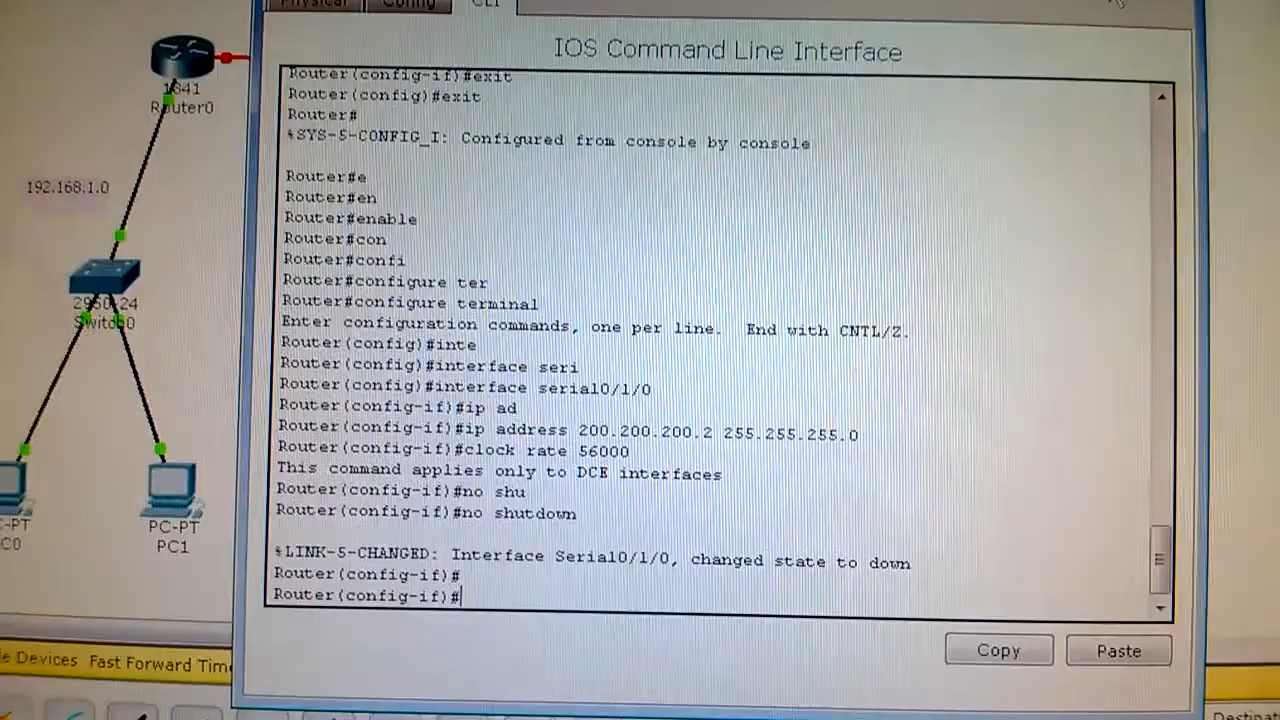 Physical Config CLI
IOS Command Line Interface
Router(config-if)#exit
Router(config)#exit
Router#
%SYS-5-CONFIG_I: Configured from console by console
Router#e
Router#en
Router#enable
Router#con
Router#confi
Router#configure ter
Router#configure terminal
Enter configuration commands, one per line. End with CNTL/Z.
Router(config)#inte
Router(config)#interface seri
Router(config)#interface serial0/1/0
Router(config-if)#ip ad
Router(config-if)#ip address 200.200.200.2 255.255.255.0
Router(config-if)#clock rate 56000
This command applies only to DCE interfaces
Router(config-if)#no shu
Router(config-if)#no shutdown
%LINK-5-CHANGED: Interface Serial0/1/0, changed state to down
Router(config-if)#
Router(config-if)#
Copy Paste
1841
Router0
192.168.1.0
2950-24
Switch0
PC-PT
PC1
-PT
C0
e Devices Fast Forward Time
Destinat